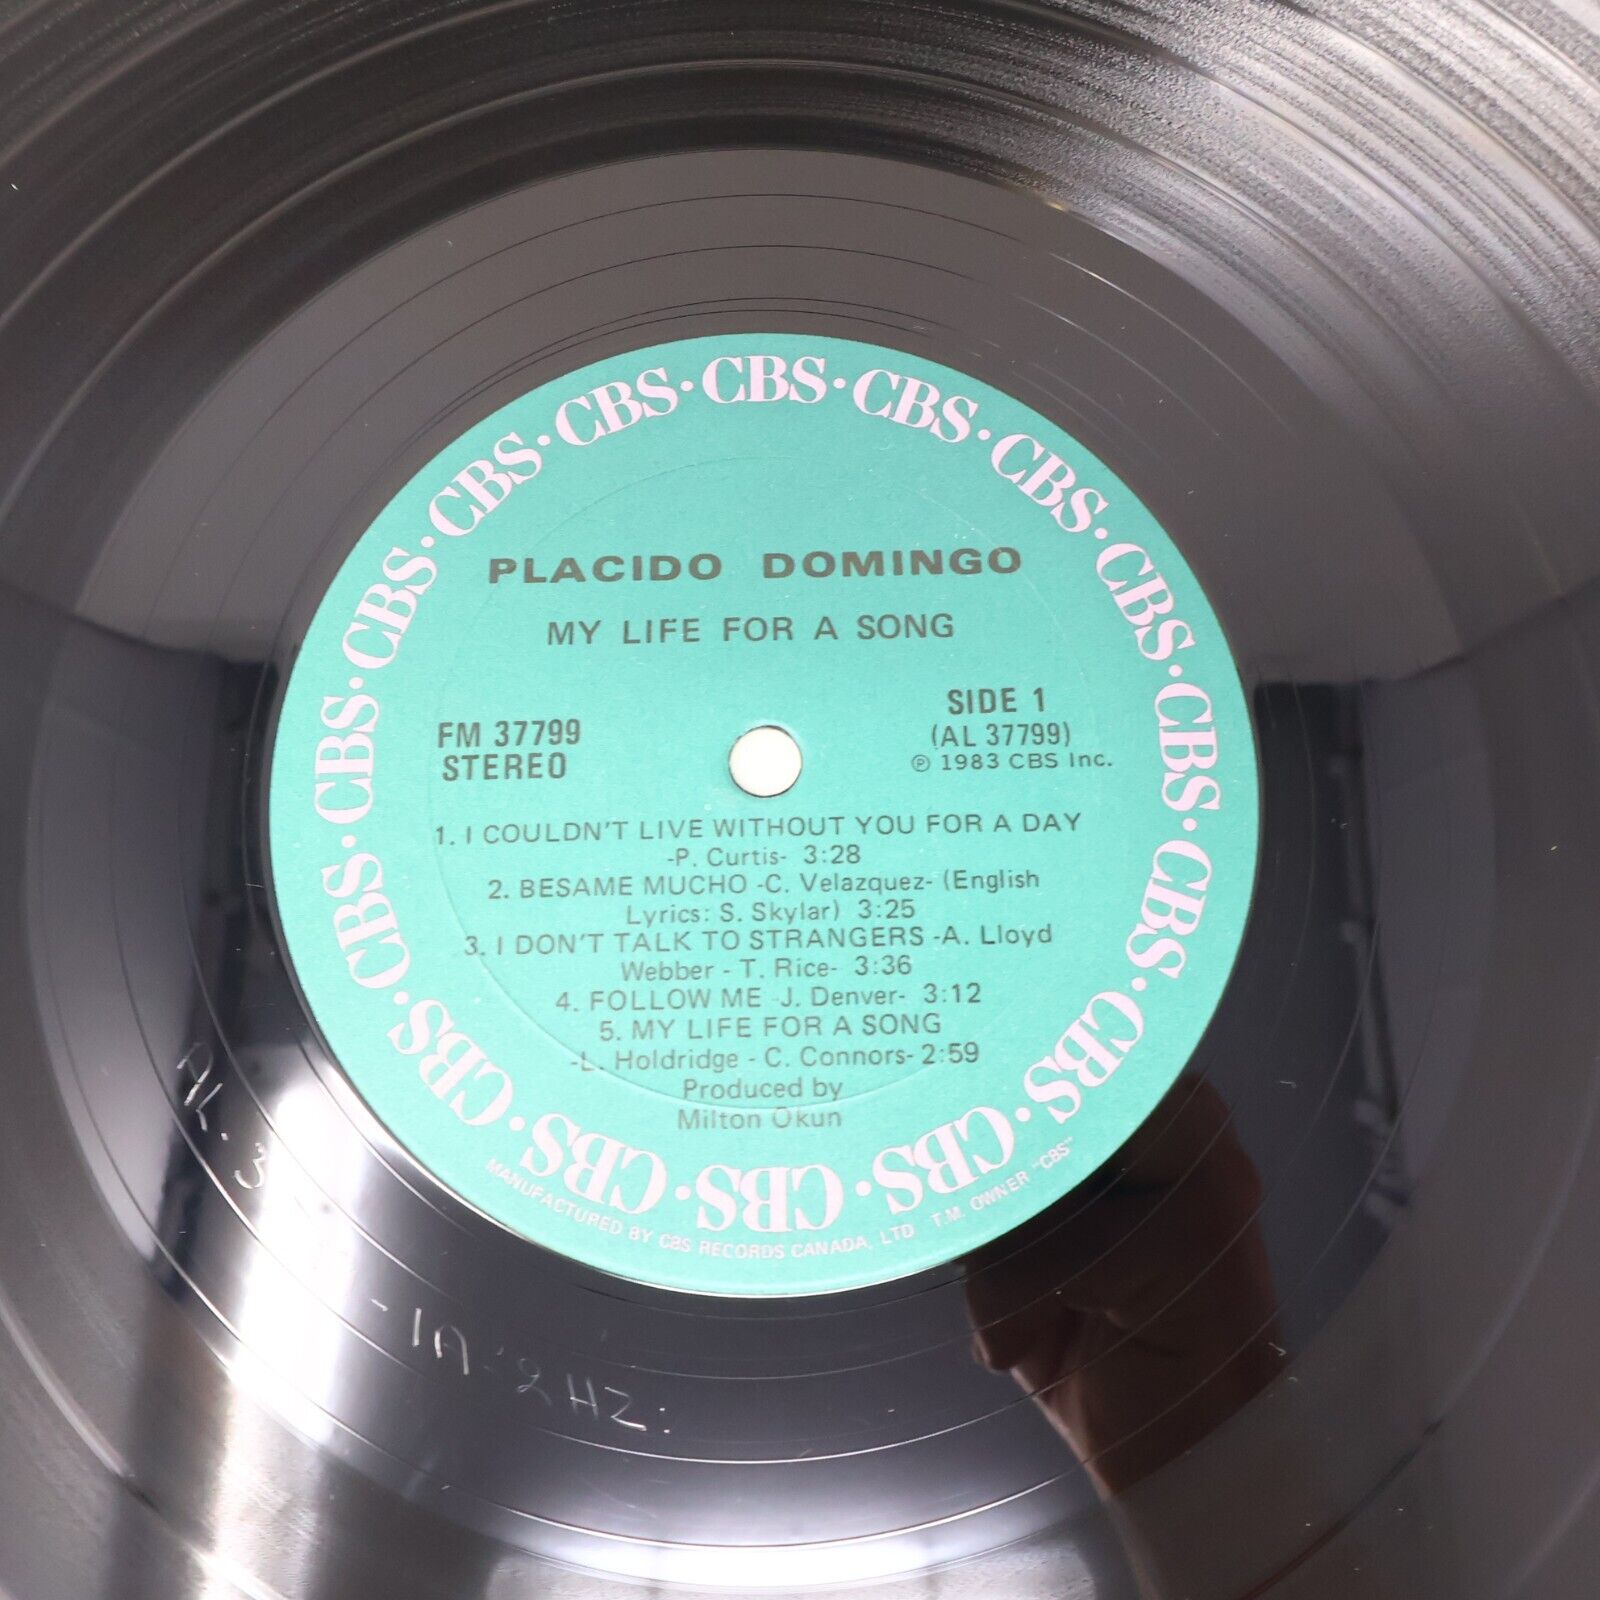 CBS · CBS · CBS · CBS · CBS · CBS · CBS · CBS · CBS · CBS · CBS · CBS · CBS · CBS · CBS · CBS · CBS · CBS
PLACIDO DOMINGO
MY LIFE FOR A SONG
FM 37799
STEREO
SIDE 1
(AL 37799)
℗ 1983 CBS Inc.
1. I COULDN'T LIVE WITHOUT YOU FOR A DAY
-P. Curtis- 3:28
2. BESAME MUCHO -C. Velazquez- (English
Lyrics: S. Skylar) 3:25
3. I DON'T TALK TO STRANGERS -A. Lloyd
Webber - T. Rice- 3:36
4. FOLLOW ME -J. Denver- 3:12
5. MY LIFE FOR A SONG
-L. Holdridge - C. Connors- 2:59
Produced by
Milton Okun
MANUFACTURED BY CBS RECORDS CANADA, LTD T.M. OWNER "CBS"
AL. 3
-1A-2HZ.